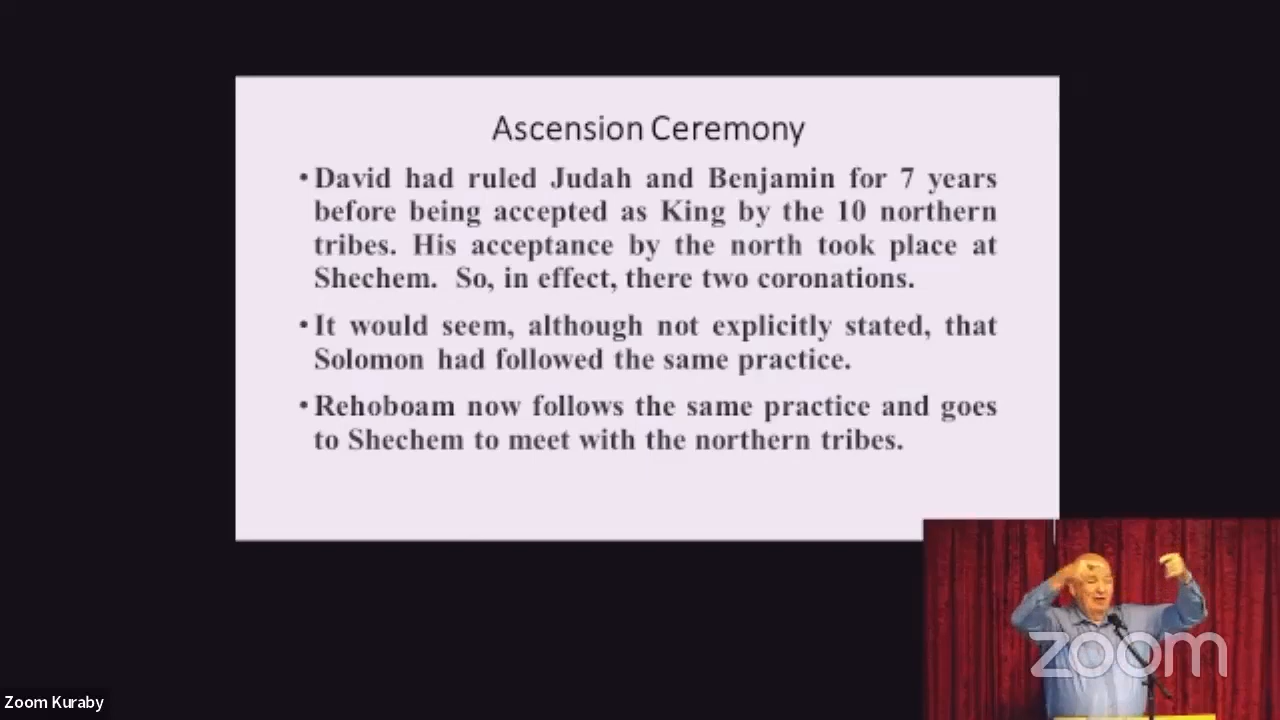 Ascension Ceremony
•David had ruled Judah and Benjamin for 7 years
before being accepted as King by the 10 northern
tribes. His acceptance by the north took place at
Shechem. So, in effect, there two coronations.
•It would seem, although not explicitly stated, that
Solomon had followed the same practice.
•Rehoboam now follows the same practice and goes
to Shechem to meet with the northern tribes.
zoom
Zoom Kuraby